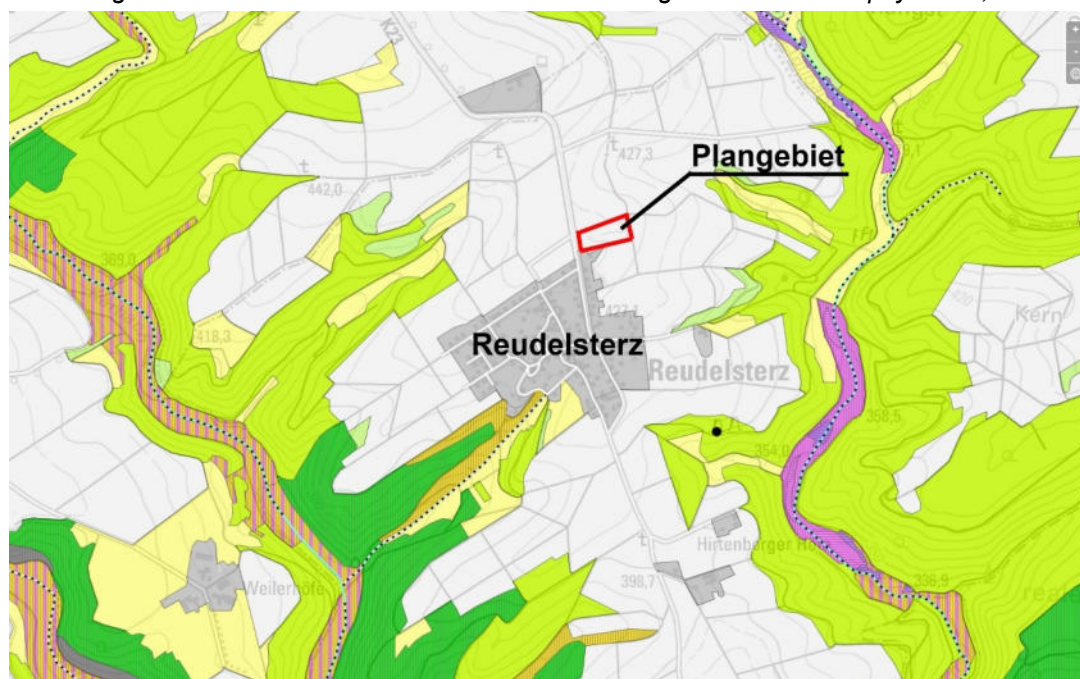 K23
t
427,3
Plangebiet
442,0
t
369,0
418,3
427,1
Kern
Reudelsterz
Reudelsterz
358,5
354,0
Hirtenberger
t
Weilerhöfe
398,7
336,9